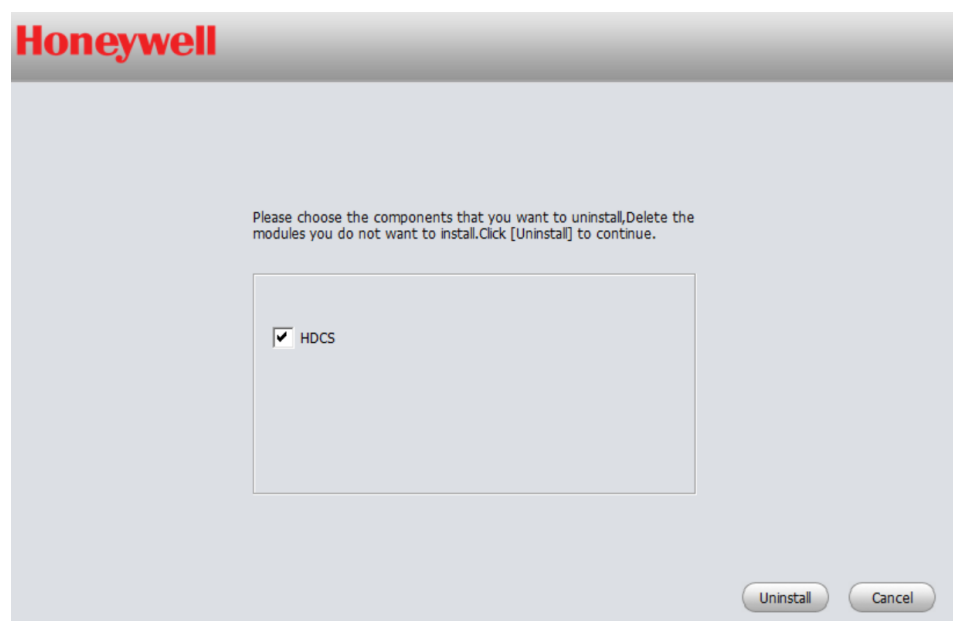 Honeywell
Please choose the components that you want to uninstall,Delete the
modules you do not want to install.Click [Uninstall] to continue.
HDCS
Uninstall
Cancel